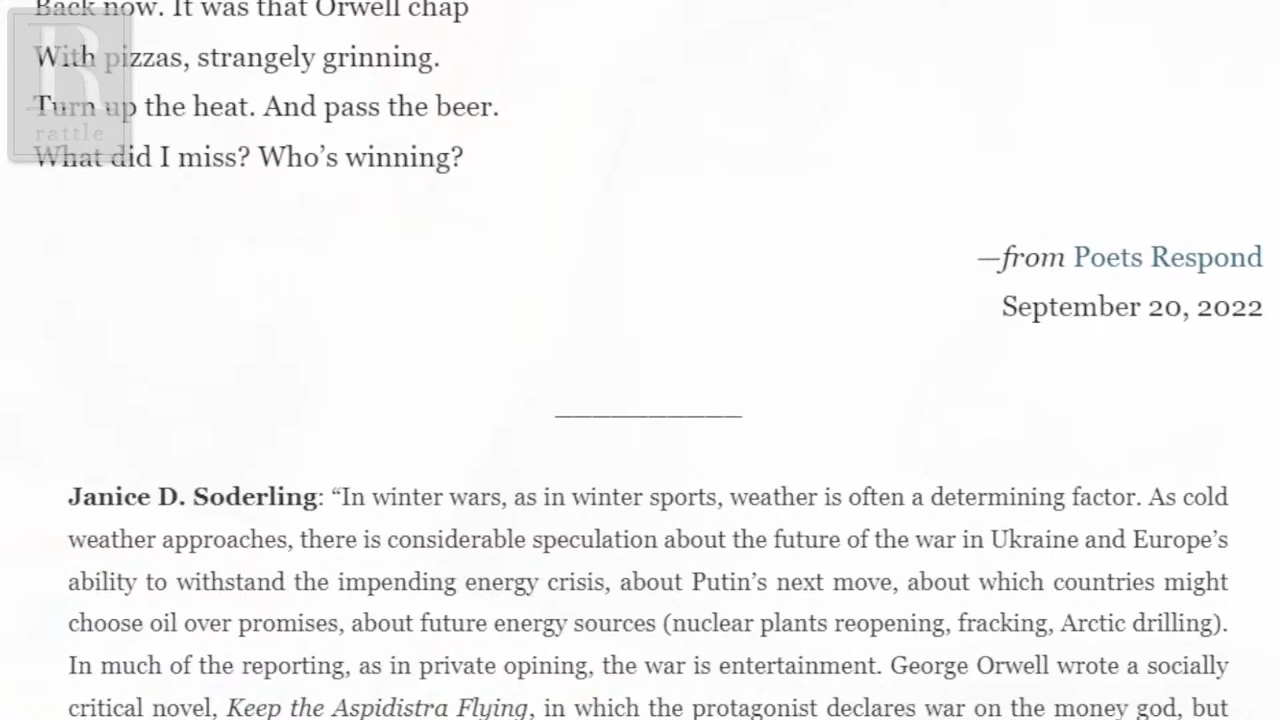 Back now. It was that Orwell chap
With pizzas, strangely grinning.
Turn up the heat. And pass the beer.
What did I miss? Who’s winning?
R
rattle
—from Poets Respond
September 20, 2022
Janice D. Soderling: “In winter wars, as in winter sports, weather is often a determining factor. As cold
weather approaches, there is considerable speculation about the future of the war in Ukraine and Europe’s
ability to withstand the impending energy crisis, about Putin’s next move, about which countries might
choose oil over promises, about future energy sources (nuclear plants reopening, fracking, Arctic drilling).
In much of the reporting, as in private opining, the war is entertainment. George Orwell wrote a socially
critical novel, Keep the Aspidistra Flying, in which the protagonist declares war on the money god, but